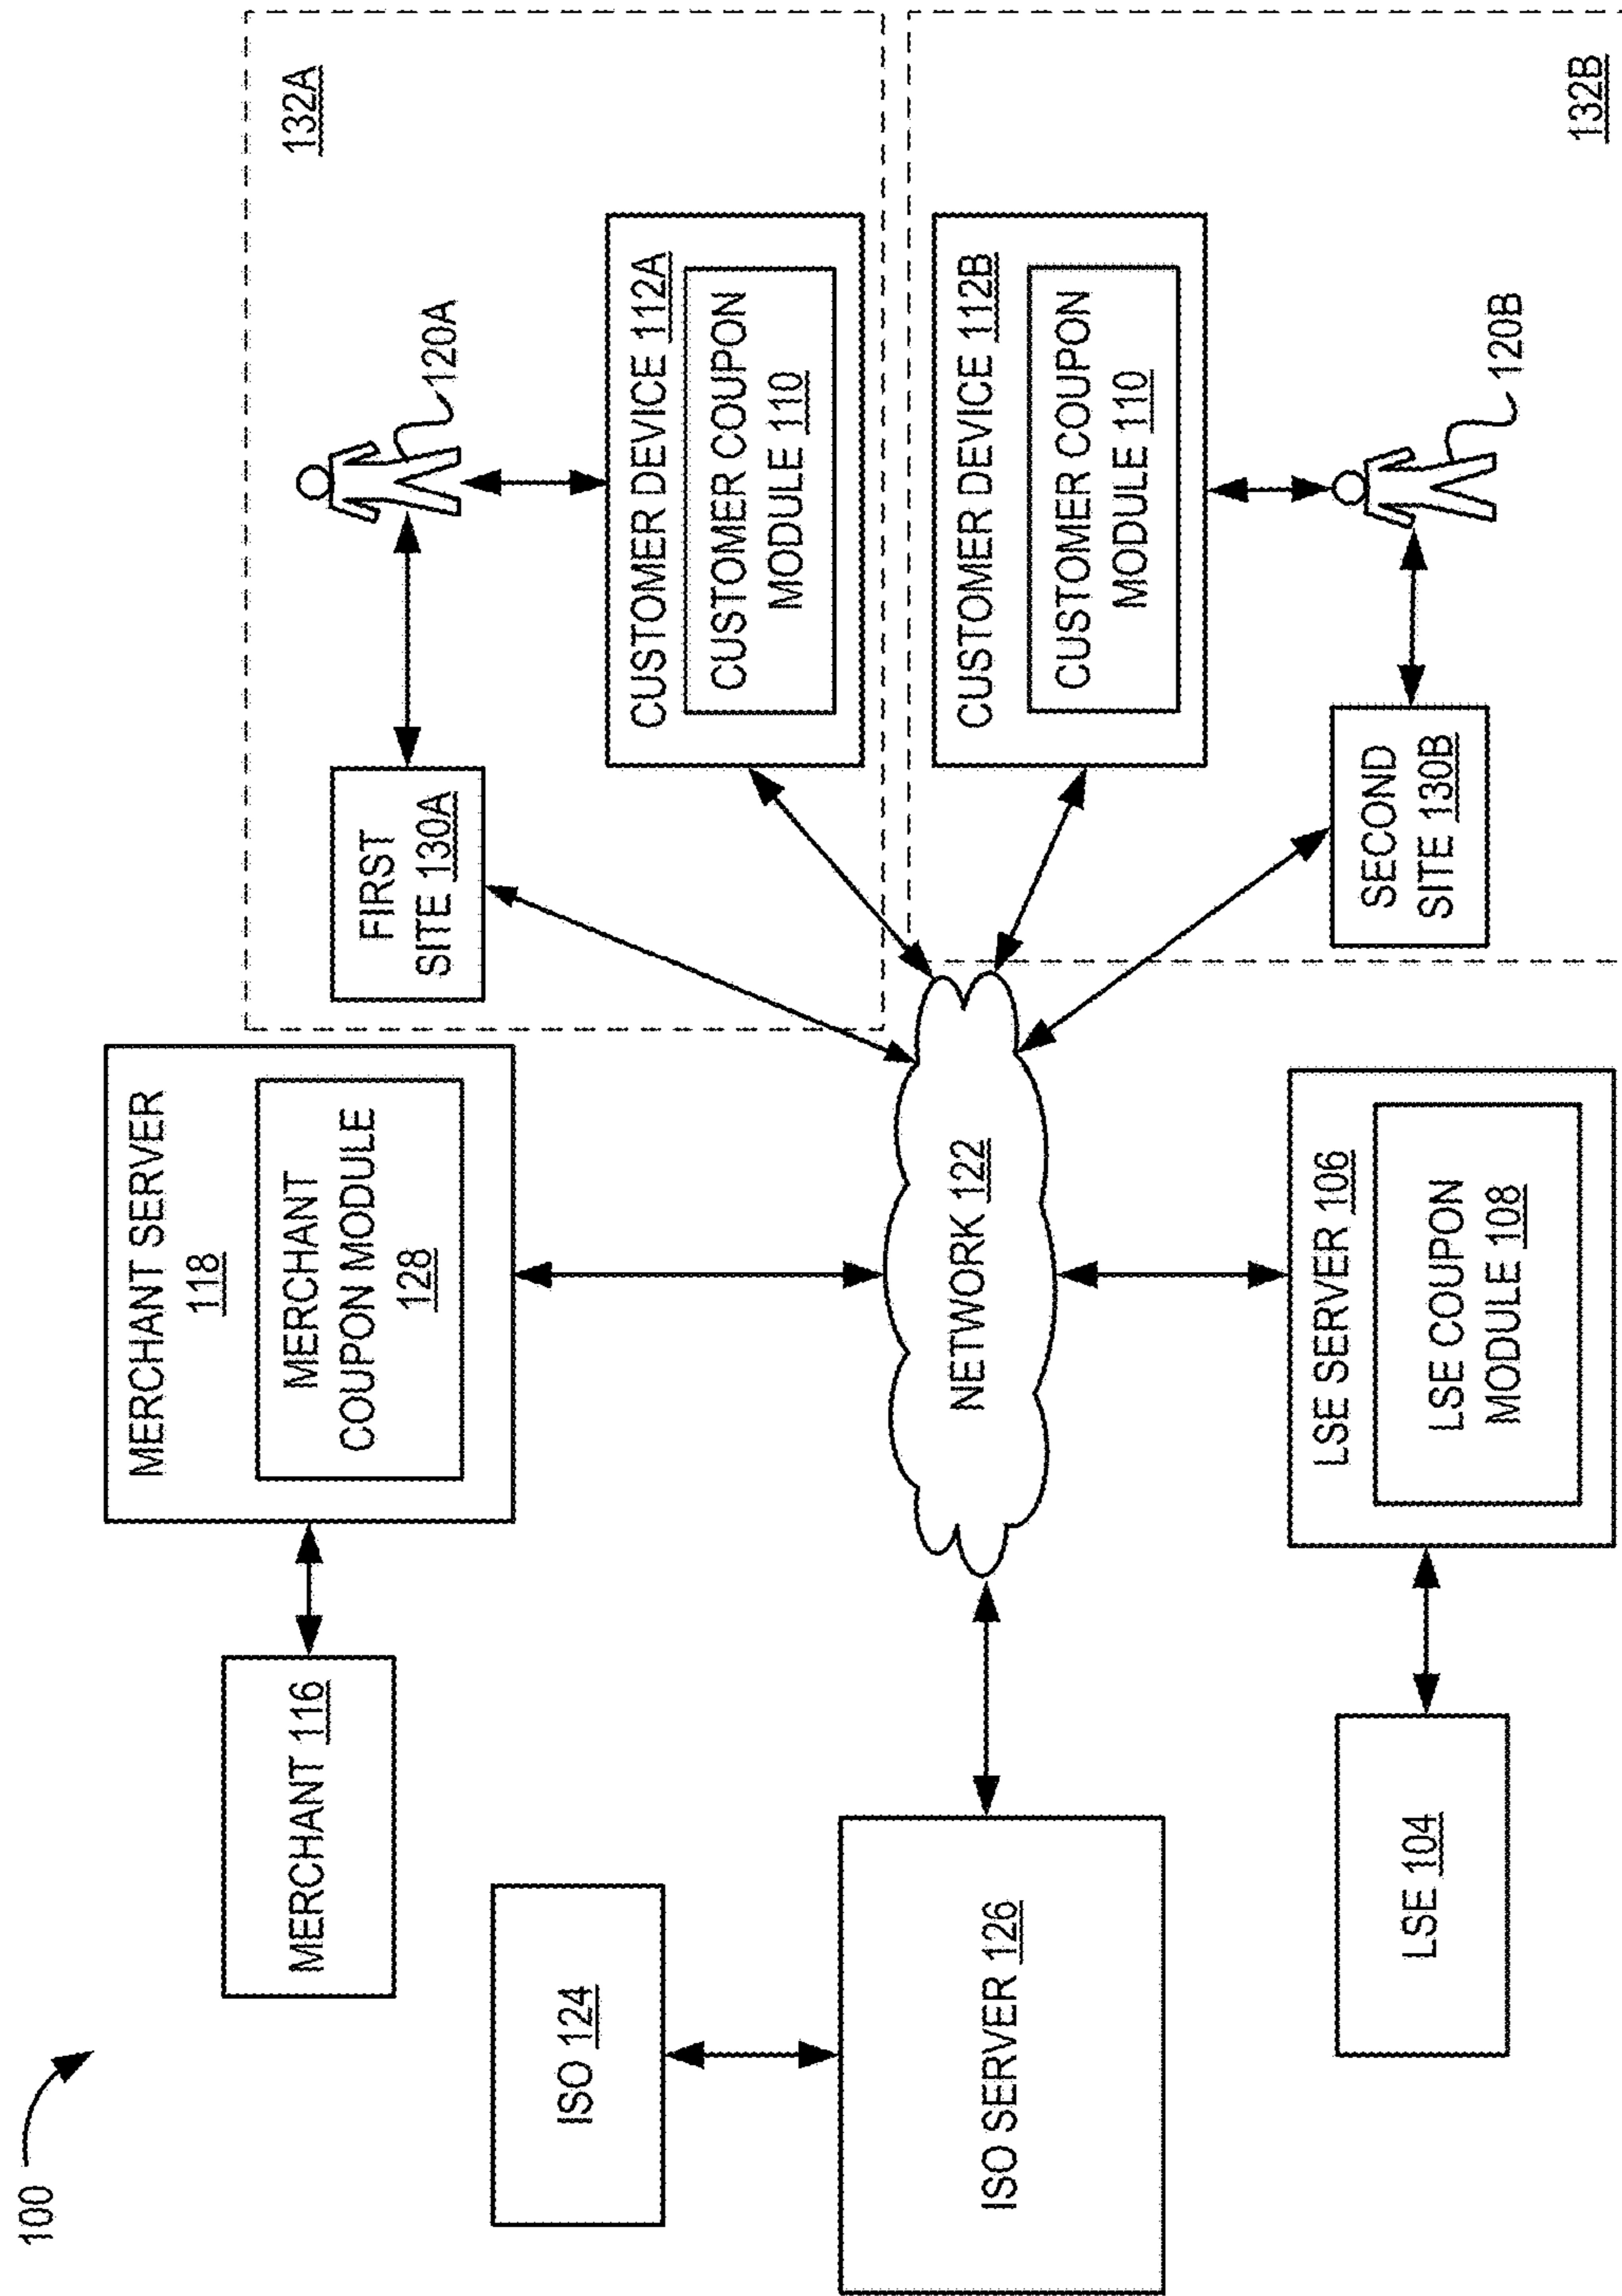 100
MERCHANT 116
MERCHANT SERVER
118
MERCHANT
COUPON MODULE
128
ISO 124
ISO SERVER 126
NETWORK 122
LSE 104
LSE SERVER 106
LSE COUPON
MODULE 108
132A
FIRST
SITE 130A
120A
CUSTOMER DEVICE 112A
CUSTOMER COUPON
MODULE 110
CUSTOMER DEVICE 112B
CUSTOMER COUPON
MODULE 110
SECOND
SITE 130B
120B
132B